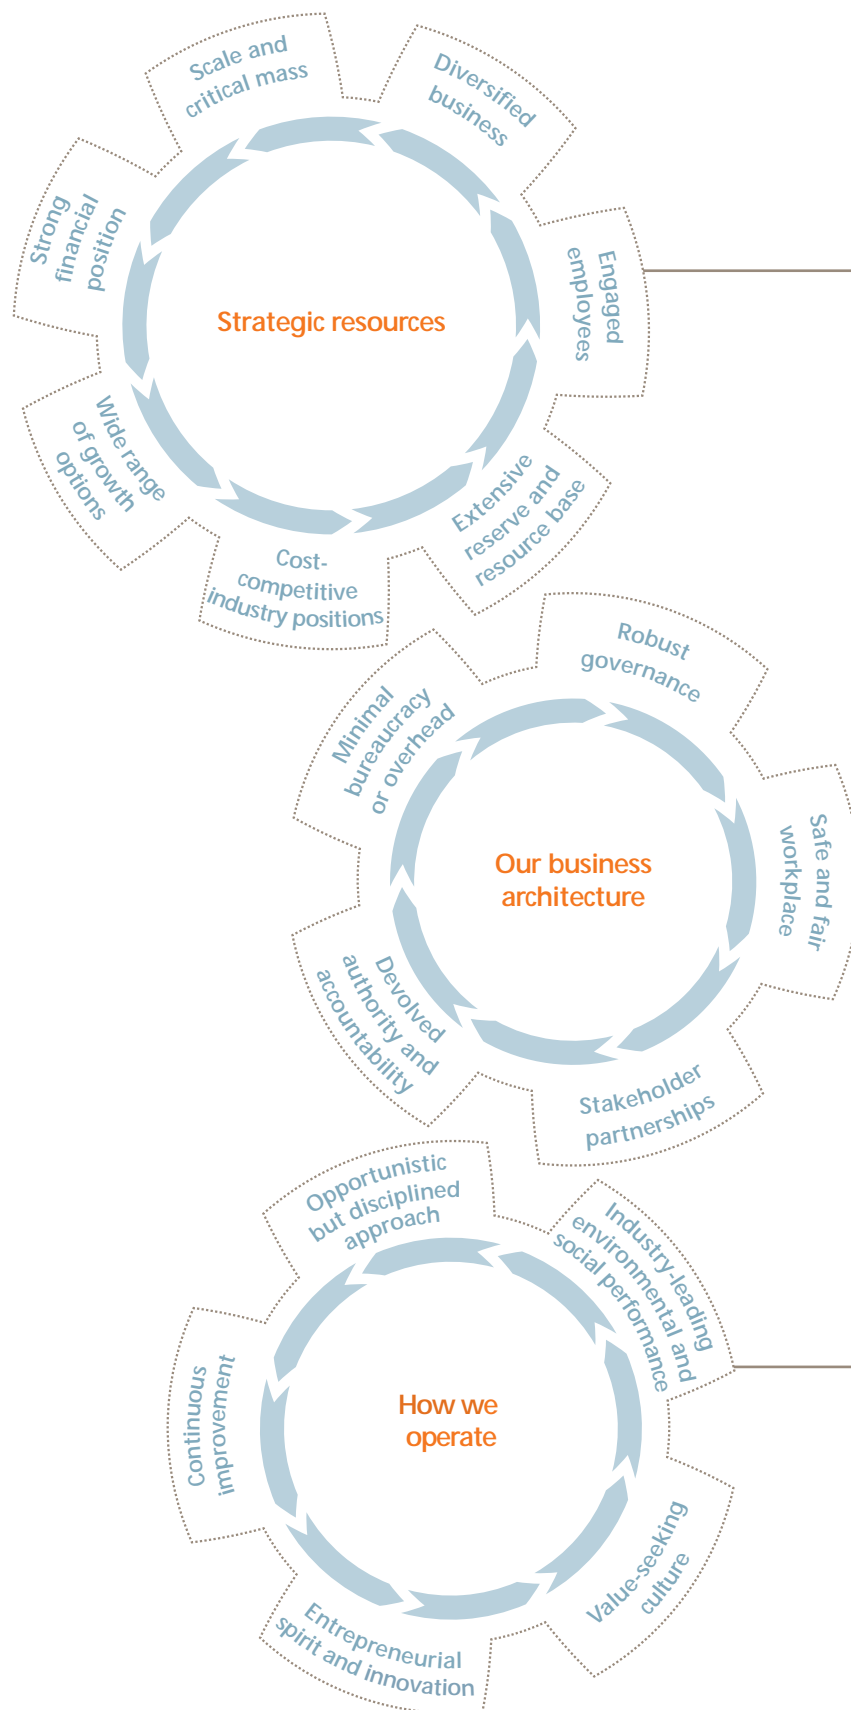 Scale and
critical mass
Diversified
business
Engaged
employees
Extensive
reserve and
resource base
Cost-
competitive
industry positions
Wide range
of growth
options
Strong
financial
position
Strategic resources
Robust
governance
Safe and fair
workplace
Stakeholder
partnerships
Devolved
authority and
accountability
Minimal
bureaucracy
or overhead
Our business
architecture
Opportunistic
but disciplined
approach
Industry-leading
environmental and
social performance
Value-seeking
culture
Entrepreneurial
spirit and innovation
Continuous
improvement
How we
operate